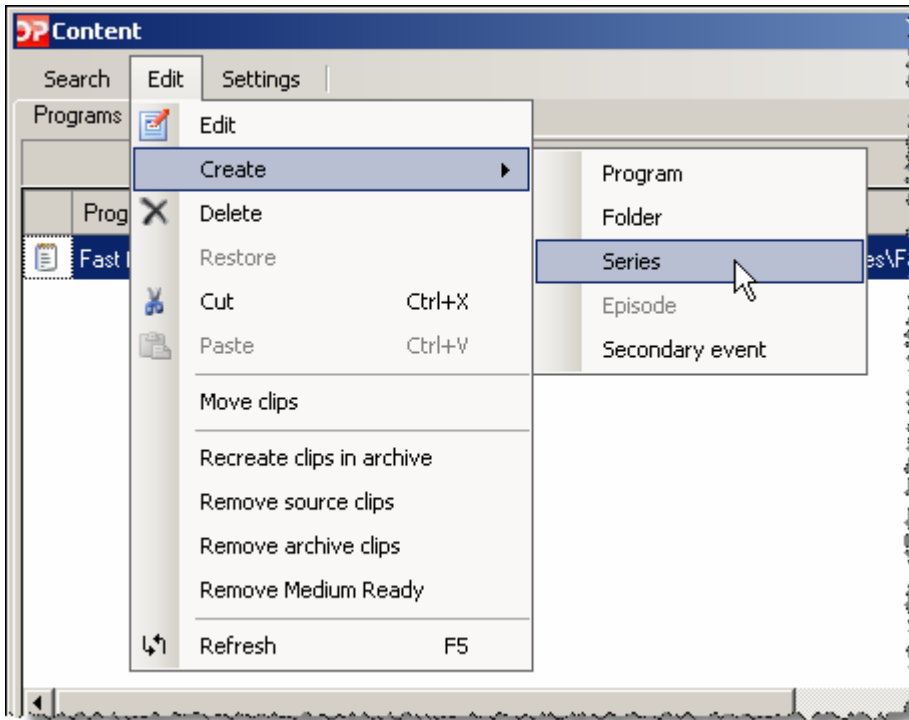 Content
Search Edit Settings
Programs
Edit
Create
Program
Prog
Delete
Folder
Fast
Restore
Series
es\F
Cut Ctrl+X
Episode
Paste Ctrl+V
Secondary event
Move clips
Recreate clips in archive
Remove source clips
Remove archive clips
Remove Medium Ready
Refresh F5